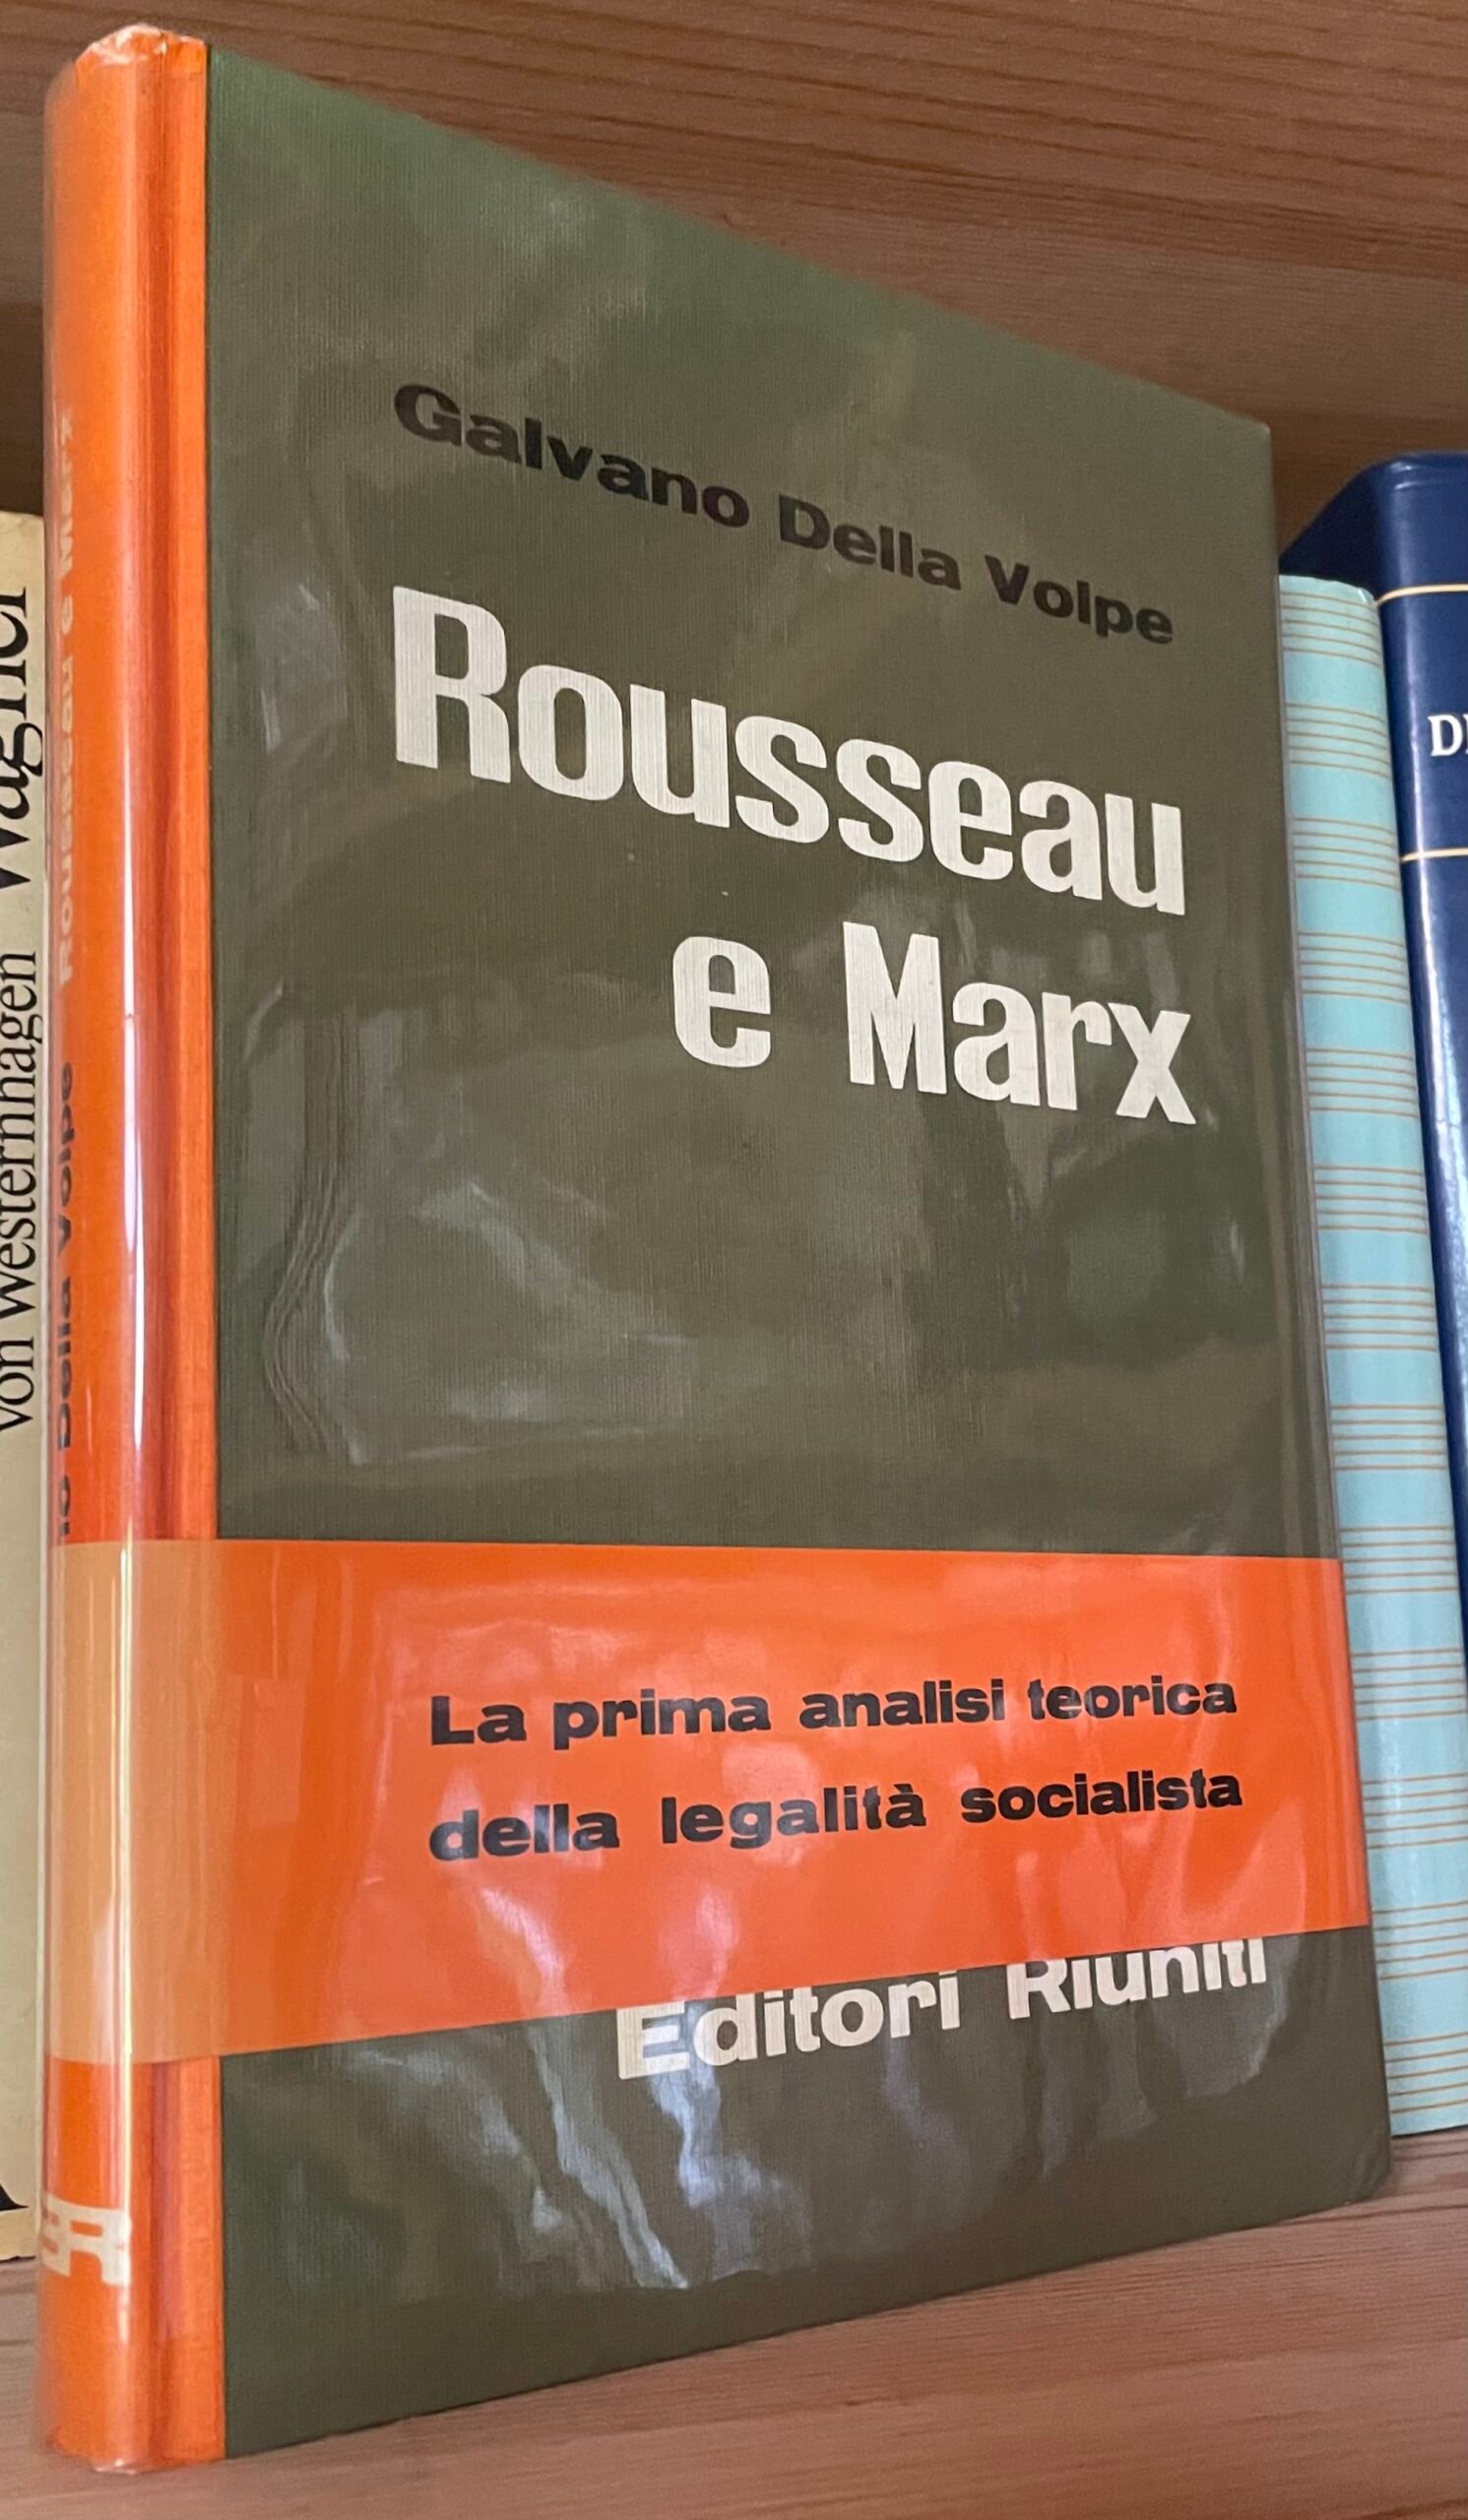 Galvano Della Volpe
Rousseau
e Marx
La prima analisi teorica
della legalità socialista
Editori Riuniti
Della Volpe Rousseau e Marx
von Westernhagen Wagner